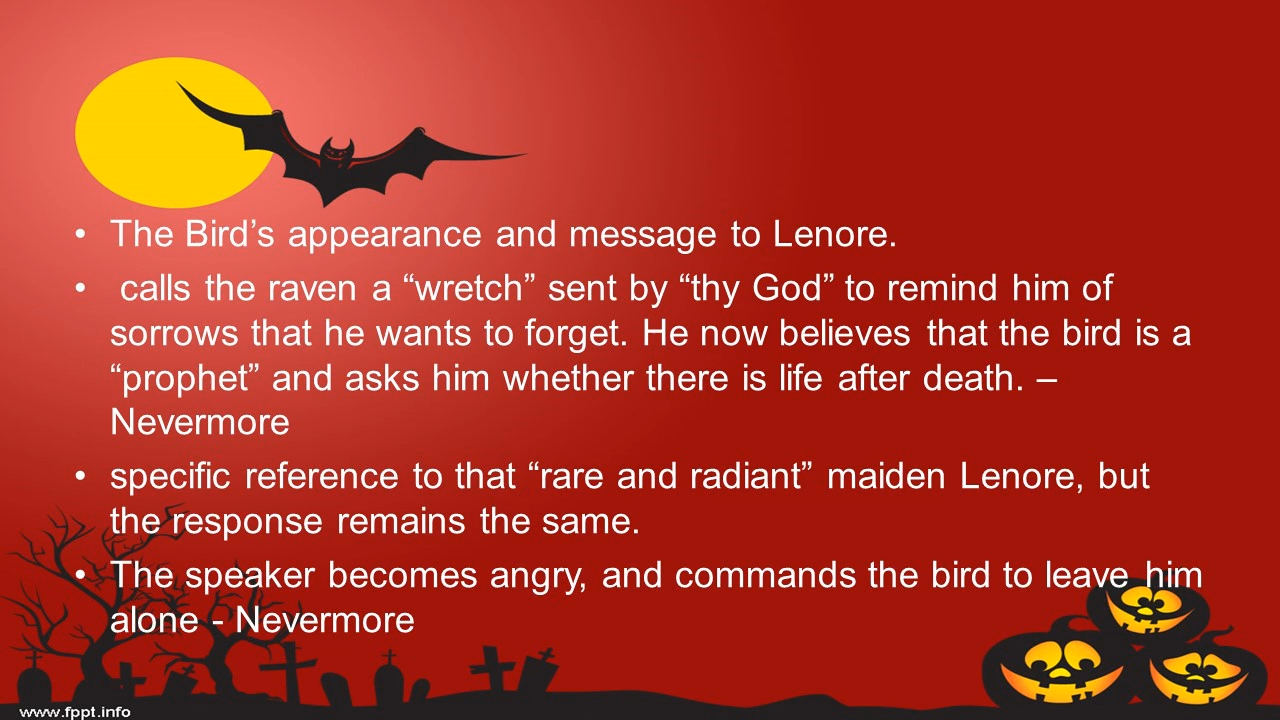 • The Bird’s appearance and message to Lenore.
• calls the raven a “wretch” sent by “thy God” to remind him of
sorrows that he wants to forget. He now believes that the bird is a
“prophet” and asks him whether there is life after death. –
Nevermore
• specific reference to that “rare and radiant” maiden Lenore, but
the response remains the same.
• The speaker becomes angry, and commands the bird to leave him
alone - Nevermore
www.fppt.info